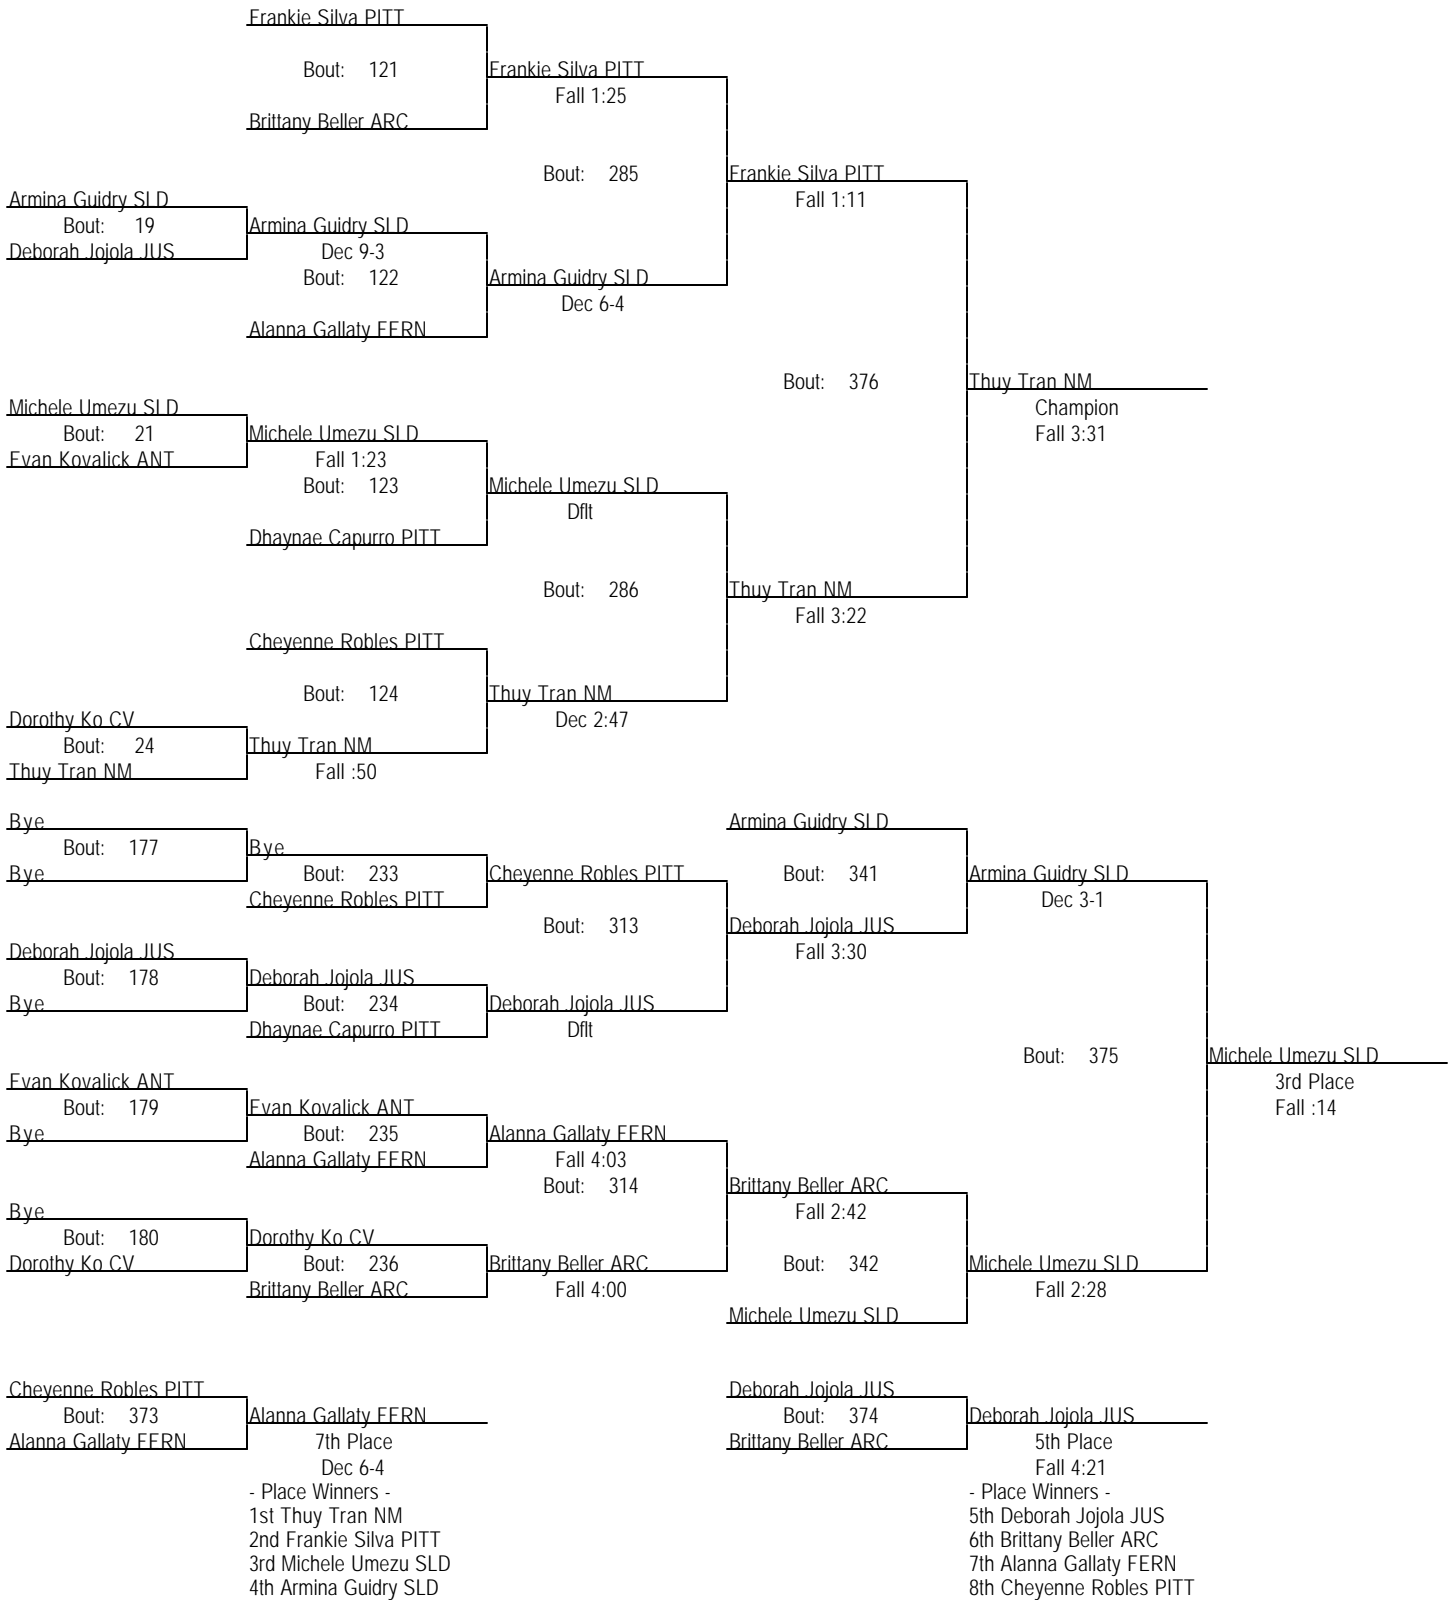 Frankie Silva PITT
Bout: 121
Frankie Silva PITT
Fall 1:25
Brittany Beller ARC
Bout: 285
Frankie Silva PITT
Fall 1:11
Armina Guidry SLD
Bout: 19
Deborah Jojola JUS
Armina Guidry SLD
Dec 9-3
Bout: 122
Armina Guidry SLD
Dec 6-4
Alanna Gallaty FERN
Bout: 376
Thuy Tran NM
Champion
Fall 3:31
Michele Umezu SLD
Bout: 21
Evan Kovalick ANT
Michele Umezu SLD
Fall 1:23
Bout: 123
Michele Umezu SLD
Dflt
Dhaynae Capurro PITT
Bout: 286
Thuy Tran NM
Fall 3:22
Cheyenne Robles PITT
Bout: 124
Thuy Tran NM
Dec 2:47
Dorothy Ko CV
Bout: 24
Thuy Tran NM
Thuy Tran NM
Fall :50
Bye
Bout: 177
Bye
Bye
Bout: 233
Cheyenne Robles PITT
Cheyenne Robles PITT
Armina Guidry SLD
Bout: 341
Armina Guidry SLD
Dec 3-1
Bout: 313
Deborah Jojola JUS
Fall 3:30
Deborah Jojola JUS
Bout: 178
Bye
Deborah Jojola JUS
Bout: 234
Dhaynae Capurro PITT
Deborah Jojola JUS
Dflt
Bout: 375
Michele Umezu SLD
3rd Place
Fall :14
Evan Kovalick ANT
Bout: 179
Bye
Evan Kovalick ANT
Bout: 235
Alanna Gallaty FERN
Alanna Gallaty FERN
Fall 4:03
Bout: 314
Brittany Beller ARC
Fall 2:42
Bye
Bout: 180
Dorothy Ko CV
Dorothy Ko CV
Bout: 236
Brittany Beller ARC
Brittany Beller ARC
Fall 4:00
Bout: 342
Michele Umezu SLD
Fall 2:28
Michele Umezu SLD
Cheyenne Robles PITT
Bout: 373
Alanna Gallaty FERN
Alanna Gallaty FERN
7th Place
Dec 6-4
Deborah Jojola JUS
Bout: 374
Brittany Beller ARC
Deborah Jojola JUS
5th Place
Fall 4:21
- Place Winners -
1st Thuy Tran NM
2nd Frankie Silva PITT
3rd Michele Umezu SLD
4th Armina Guidry SLD
- Place Winners -
5th Deborah Jojola JUS
6th Brittany Beller ARC
7th Alanna Gallaty FERN
8th Cheyenne Robles PITT